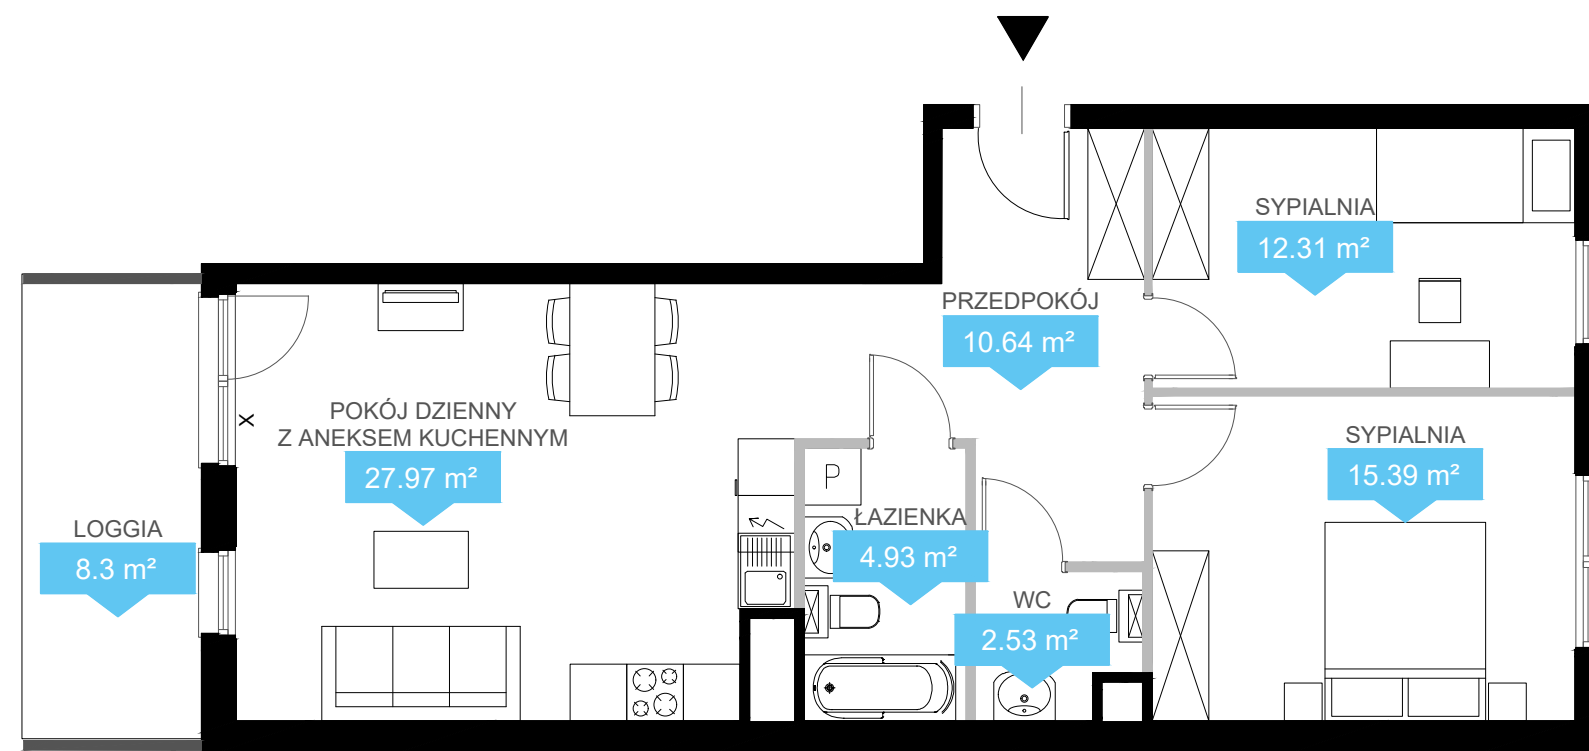 SYPIALNIA
12.31 m²
PRZEDPOKÓJ
10.64 m²
POKÓJ DZIENNY
Z ANEKSEM KUCHENNYM
27.97 m²
X
SYPIALNIA
15.39 m²
P
LOGGIA
8.3 m²
ŁAZIENKA
4.93 m²
WC
2.53 m²